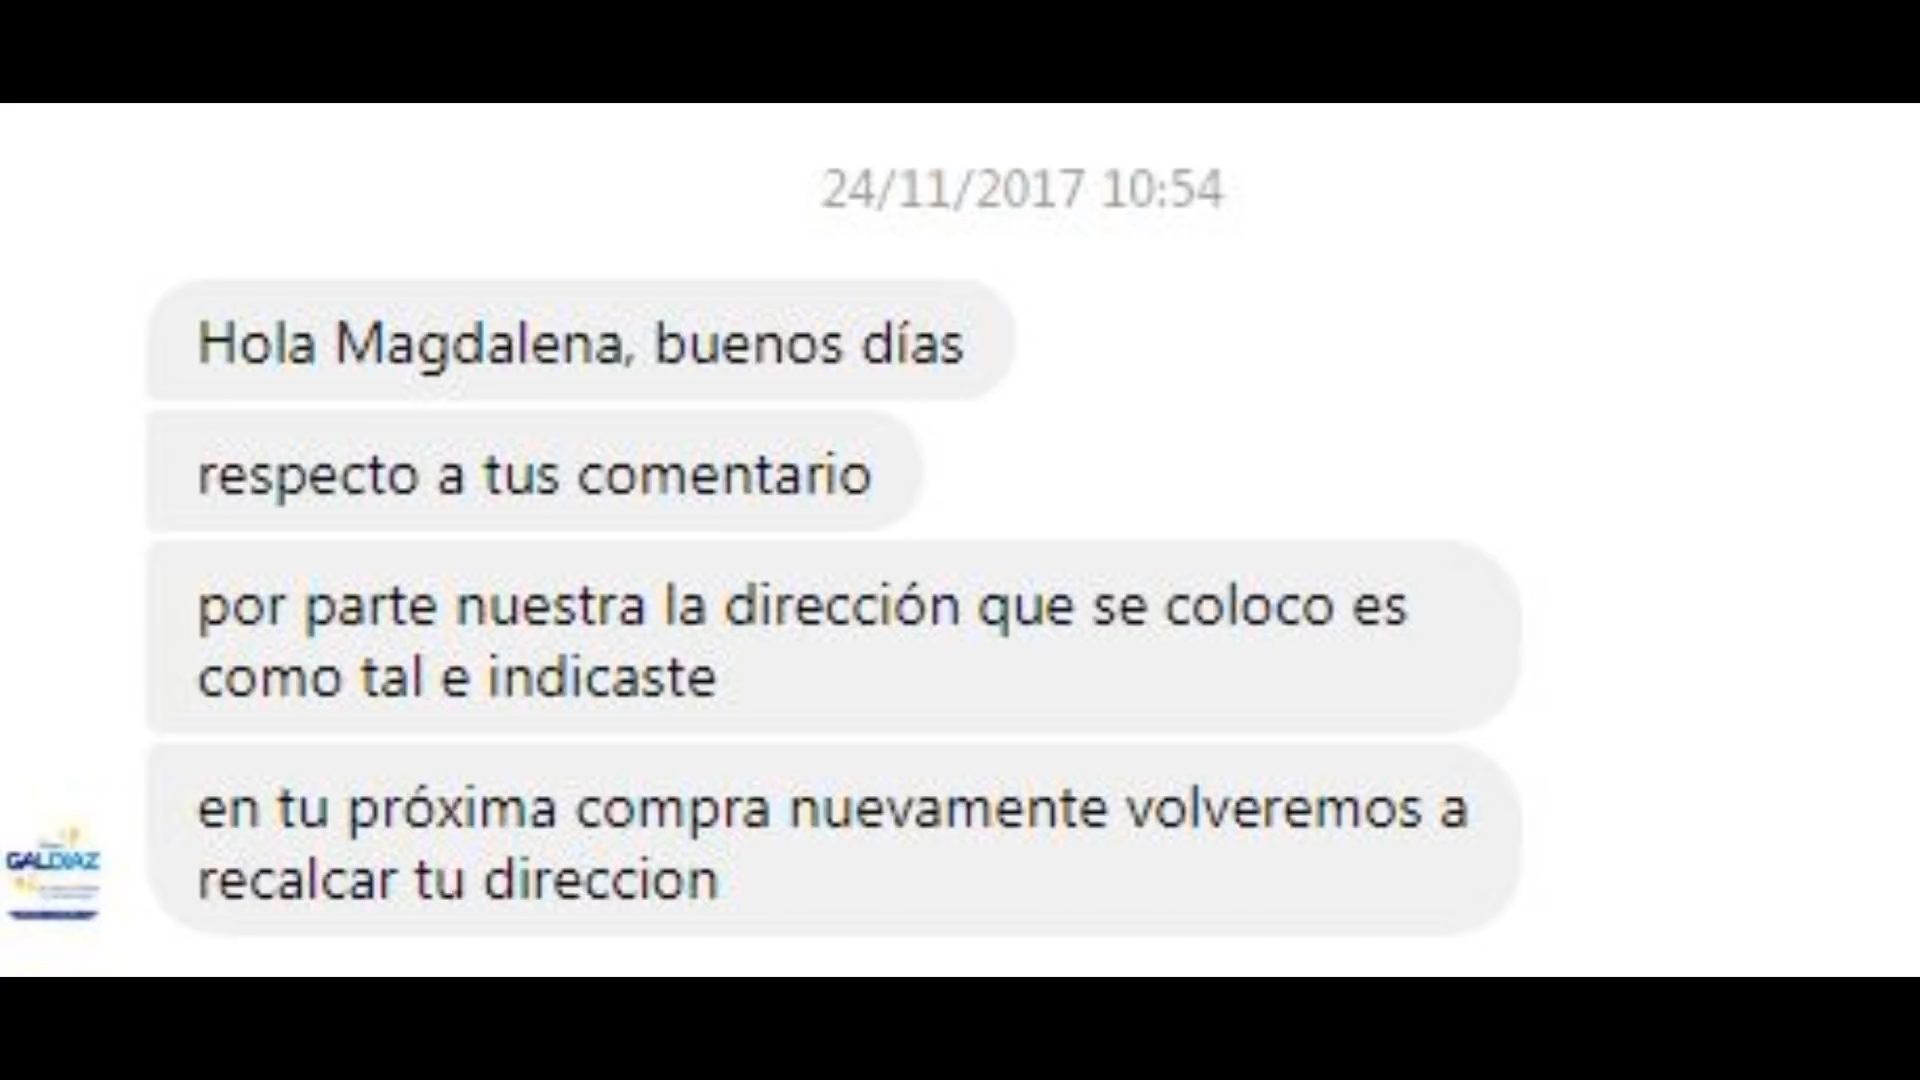 24/11/2017 10:54
Hola Magdalena, buenos días
respecto a tus comentario
por parte nuestra la dirección que se coloco es
como tal e indicaste
en tu próxima compra nuevamente volveremos a
recalcar tu direccion
GALDIAZ